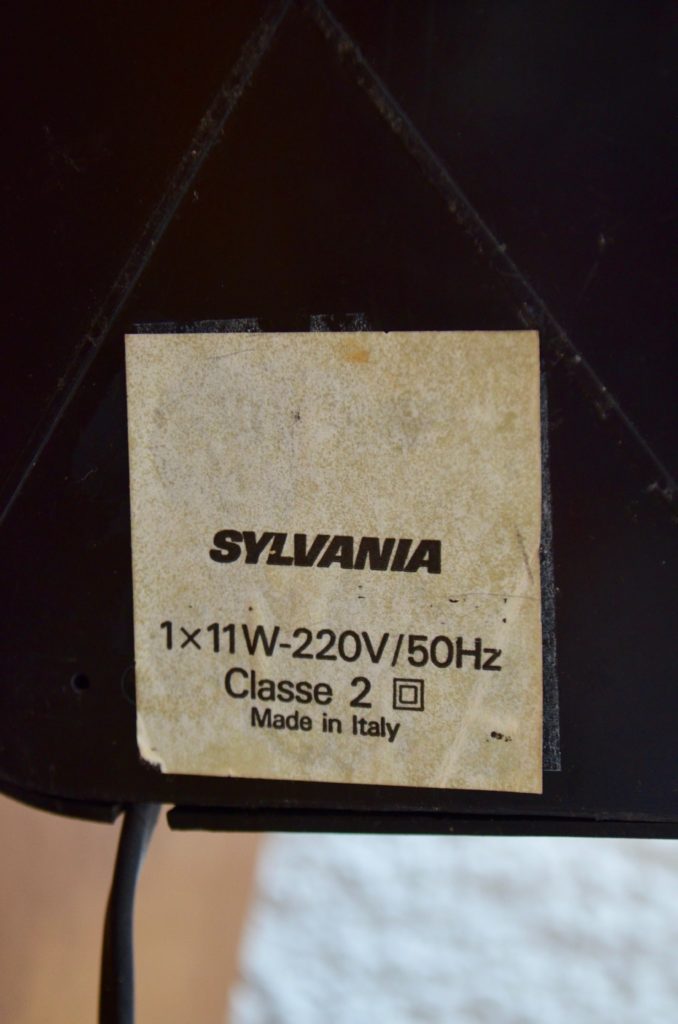 SYLVANIA
1×11W-220V/50Hz
Classe 2
Made in Italy